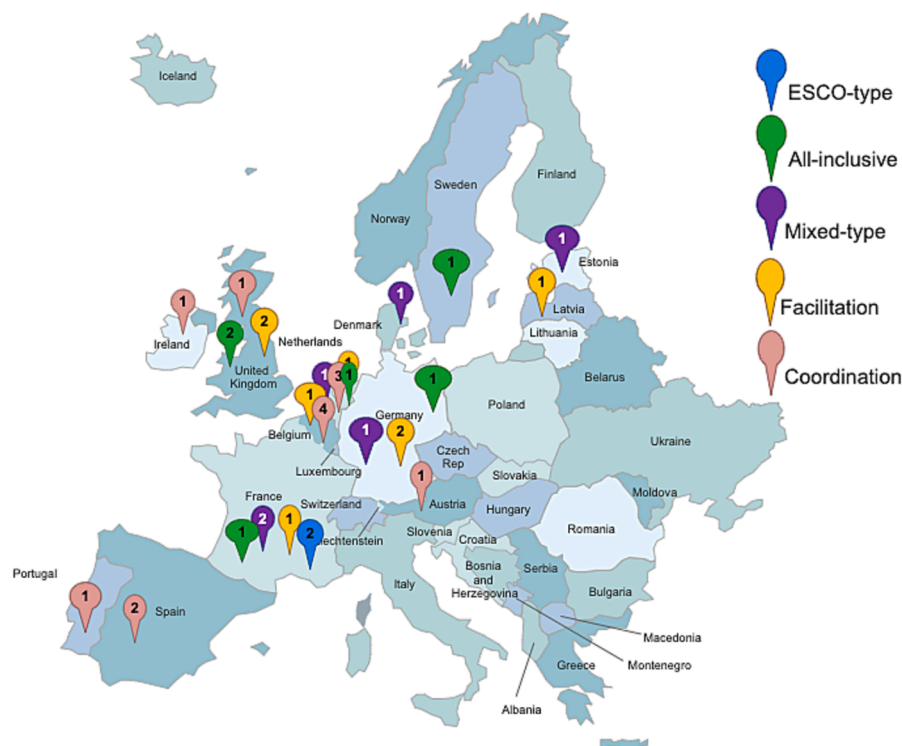 Iceland
Finland
Sweden
Norway
1
Estonia
1
1
Latvia
Lithuania
1
Denmark
1
Ireland
1
2
2
United
Kingdom
Netherlands
1
1
3
1
1
4
Belgium
Luxembourg
1
Germany
1
2
Poland
Belarus
Ukraine
Czech
Rep
Slovakia
Moldova
1
Austria
Hungary
Romania
France
1
2
1
2
Switzerland
iechtenstein
Slovenia
Croatia
Bosnia
and
Herzegovina
Serbia
Bulgaria
Italy
Portugal
1
2
Spain
Macedonia
Montenegro
Greece
Albania
ESCO-type
All-inclusive
Mixed-type
Facilitation
Coordination